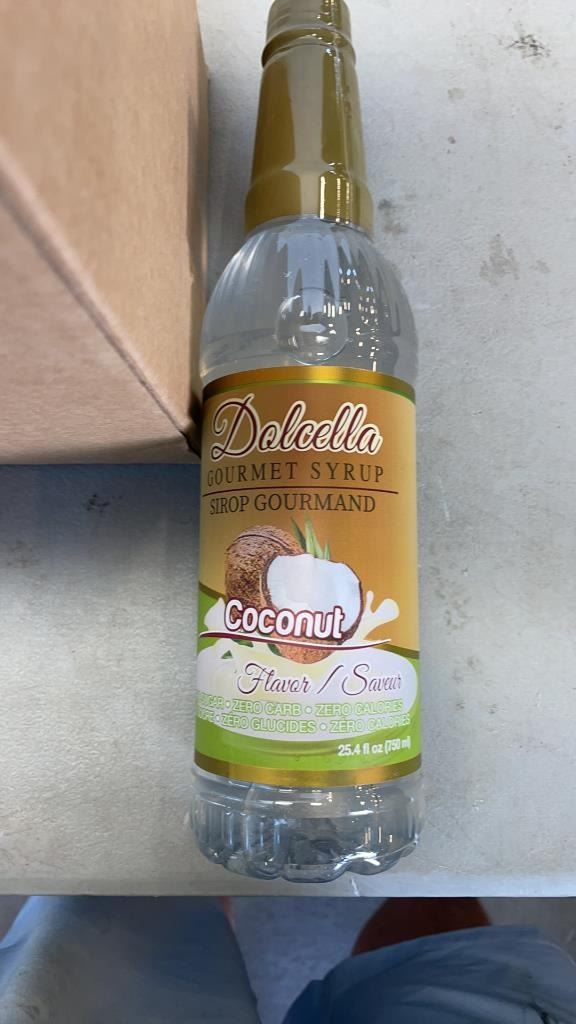 Dolcella
GOURMET SYRUP
SIROP GOURMAND
Coconut
Flavor / Saveur
• ZERO CARB • ZERO CALORIES
• ZÉRO GLUCIDES • ZÉRO CALORIES
25.4 fl oz (750 ml)